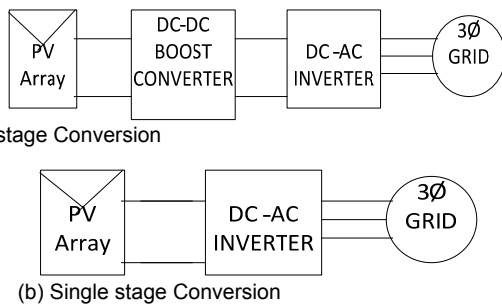 PV
Array
DC-DC
BOOST
CONVERTER
DC-AC
INVERTER
3Ø
GRID
stage Conversion
PV
Array
DC-AC
INVERTER
3Ø
GRID
(b) Single stage Conversion